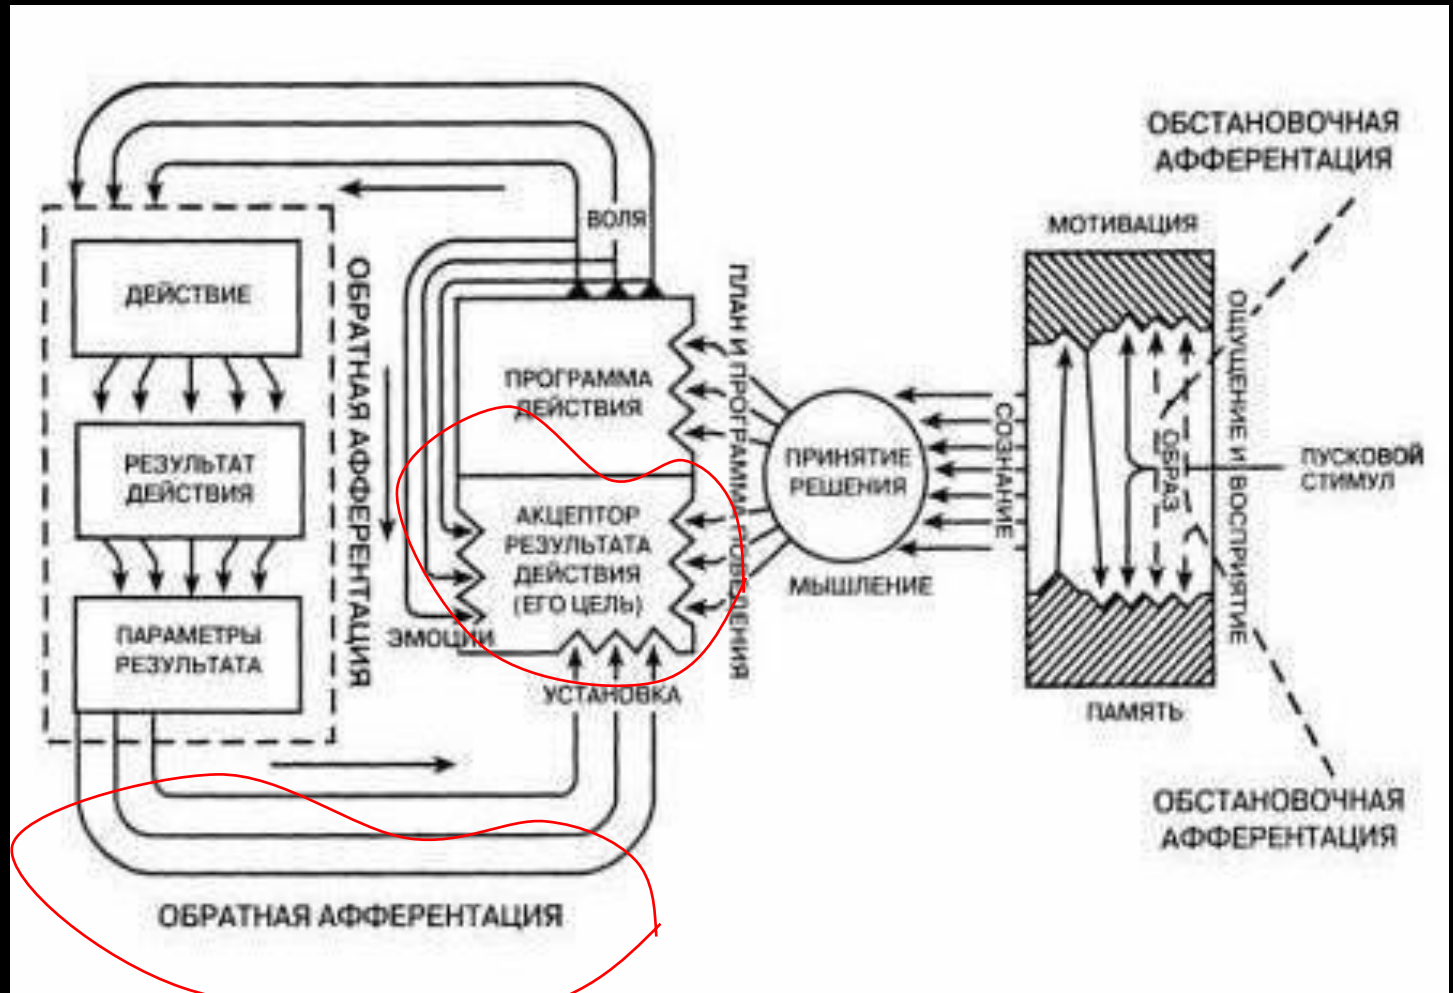 ОБСТАНОВОЧНАЯ
АФФЕРЕНТАЦИЯ
ВОЛЯ
МОТИВАЦИЯ
ДЕЙСТВИЕ
ОБРАТНАЯ АФФЕРЕНТАЦИЯ
ПРОГРАММА
ДЕЙСТВИЯ
ПЛАН И ПРОГРАММА ПОВЕДЕНИЯ
ПРИНЯТИЕ
РЕШЕНИЯ
СОЗНАНИЕ
ОБРАЗ
ОЩУЩЕНИЕ И ВОСПРИЯТИЕ
ПУСКОВОЙ
СТИМУЛ
РЕЗУЛЬТАТ
ДЕЙСТВИЯ
АКЦЕПТОР
РЕЗУЛЬТАТА
ДЕЙСТВИЯ
(ЕГО ЦЕЛЬ)
МЫШЛЕНИЕ
ПАРАМЕТРЫ
РЕЗУЛЬТАТА
ЭМОЦИИ
УСТАНОВКА
ПАМЯТЬ
ОБСТАНОВОЧНАЯ
АФФЕРЕНТАЦИЯ
ОБРАТНАЯ АФФЕРЕНТАЦИЯ